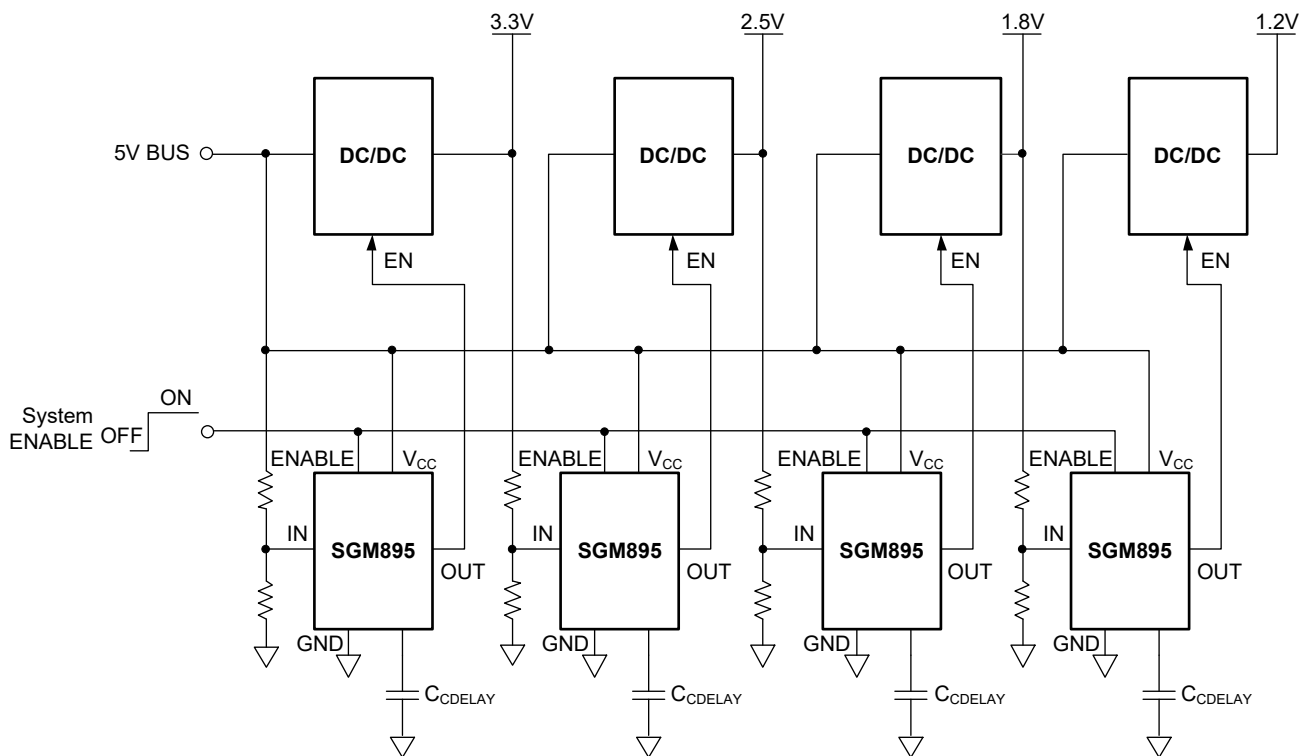 3.3V 2.5V 1.8V 1.2V
5V BUS DC/DC DC/DC DC/DC DC/DC
EN EN EN EN
System ENABLE OFF ON
ENABLE VCC ENABLE VCC ENABLE VCC ENABLE VCC
IN SGM895 OUT IN SGM895 OUT IN SGM895 OUT IN SGM895 OUT
GND GND GND GND
CCDELAY CCDELAY CCDELAY CCDELAY